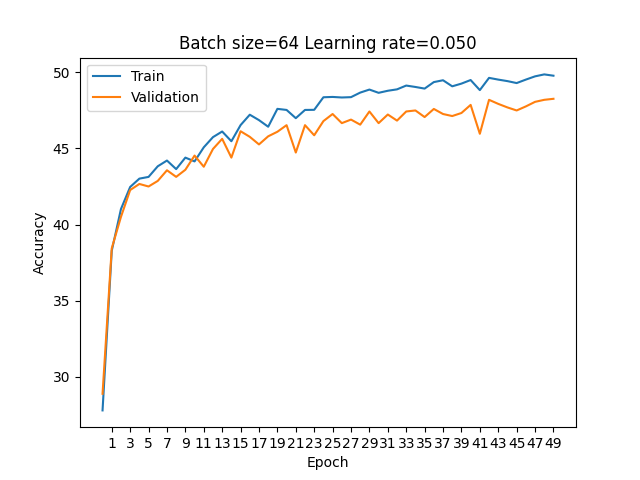 Batch size=64 Learning rate=0.050
Train
Validation
50
45
40
35
30
Accuracy
1 3 5 7 9 11 13 15 17 19 21 23 25 27 29 31 33 35 37 39 41 43 45 47 49
Epoch